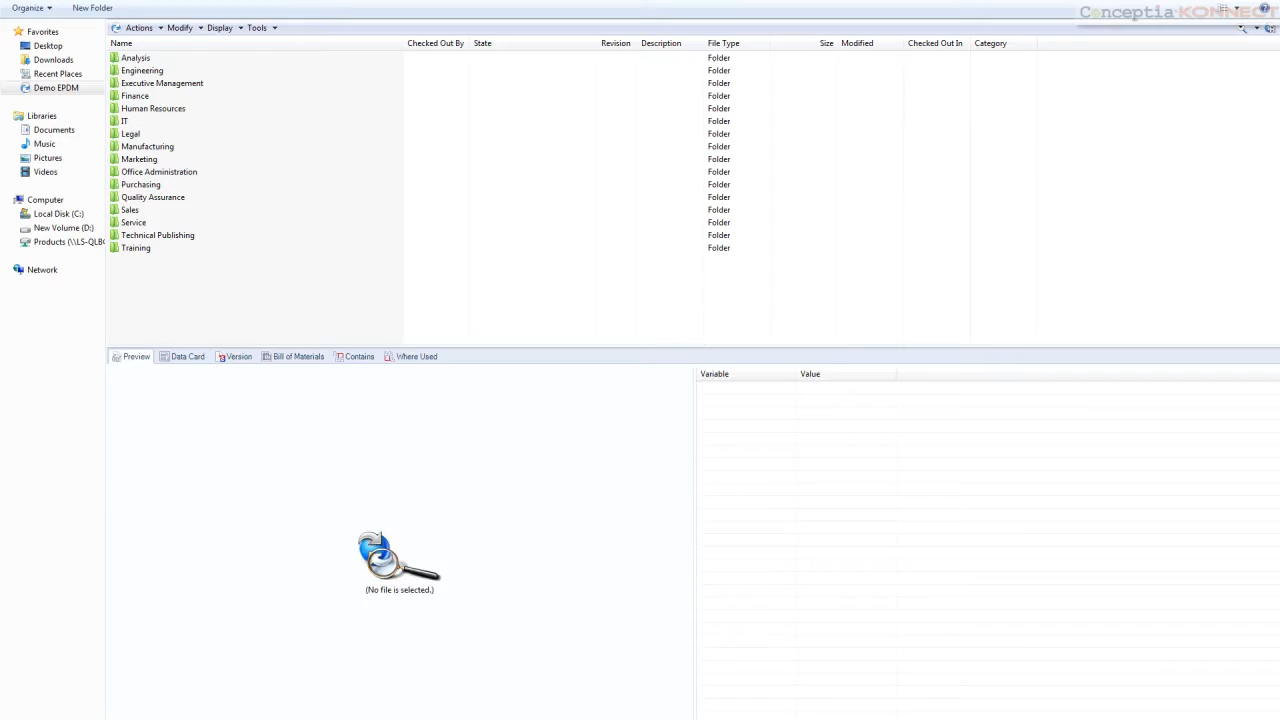 Organize New Folder
Conceptia KONNECT
Favorites
Desktop
Downloads
Recent Places
Demo EPDM
Libraries
Documents
Music
Pictures
Videos
Computer
Local Disk (C:)
New Volume (D:)
Products (\\LS-QLB
Network
Actions Modify Display Tools
Name Checked Out By State Revision Description File Type Size Modified Checked Out In Category
Analysis Folder
Engineering Folder
Executive Management Folder
Finance Folder
Human Resources Folder
IT Folder
Legal Folder
Manufacturing Folder
Marketing Folder
Office Administration Folder
Purchasing Folder
Quality Assurance Folder
Sales Folder
Service Folder
Technical Publishing Folder
Training Folder
Preview Data Card Version Bill of Materials Contains Where Used
Variable Value
(No file is selected.)